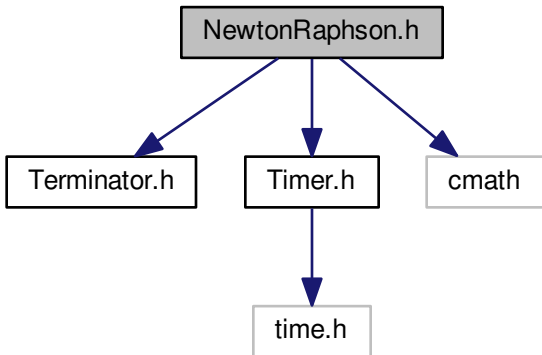 NewtonRaphson.h
Terminator.h
Timer.h
cmath
time.h